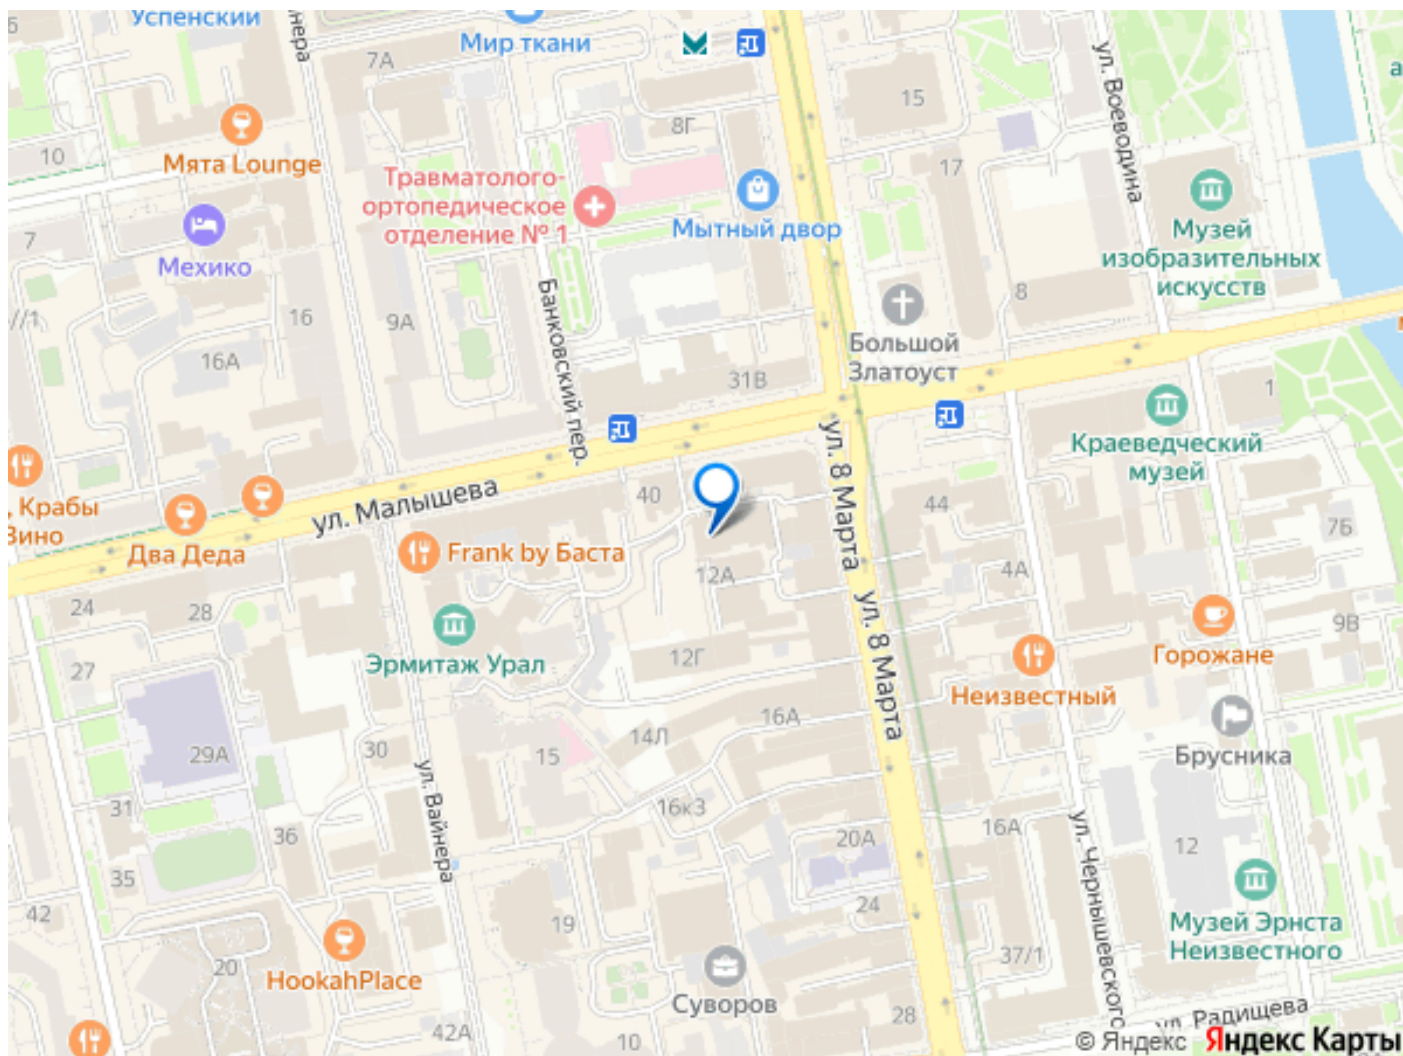 Успенский
Мир ткани
7А
15
ул. Воеводина
10
8Г
17
Мята Lounge
Травматолого-
ортопедическое
отделение № 1
Мытный двор
Музей
изобразительных
искусств
7
Мехико
Банковский пер.
8
16
9А
16А
31В
Большой
Златоуст
1
Краеведческий
музей
Крабы
Два Деда
ул. Малышева
40
ул. 8 Марта
44
7Б
Frank by Баста
12А
4А
24
28
Эрмитаж Урал
ул. 8 Марта
Горожане
9В
27
12Г
Неизвестный
16А
Брусника
29А
30
15
14Л
ул. Вайнера
31
36
16к3
20А
16А
ул. Чернышевского
12
35
42
19
24
Музей Эрнста
Неизвестного
20
HookahPlace
37/1
Суворов
ул. Радищева
42А
10
28
© Яндекс Яндекс Карты